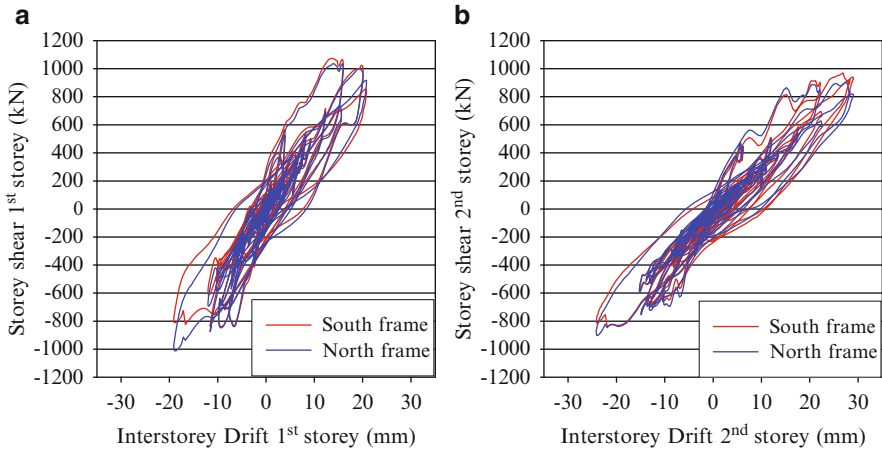 a
1200
1000
800
600
400
200
0
-200
-400
-600
-800
-1000
1200
-30 -20 -10 0 10 20 30
Storey shear 1st storey (kN)
Interstorey Drift 1st storey (mm)
South frame
North frame
b
1200
1000
800
600
400
200
0
-200
-400
-600
-800
-1000
-1200
-30 -20 -10 0 10 20 30
Storey shear 2nd storey (kN)
Interstorey Drift 2nd storey (mm)
South frame
North frame